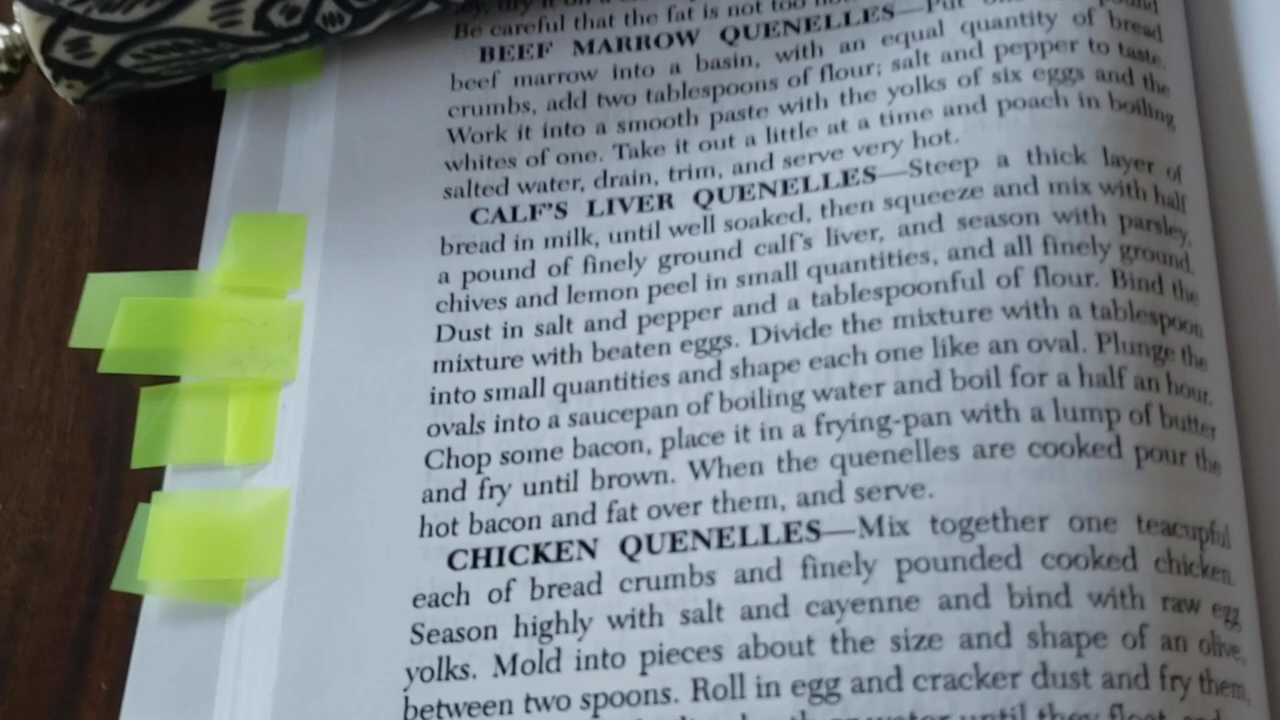 Be careful that the fat is not too
BEEF MARROW QUENELLES—Put
beef marrow into a basin, with an equal quantity of bread
crumbs, add two tablespoons of flour; salt and pepper to taste.
Work it into a smooth paste with the yolks of six eggs and the
whites of one. Take it out a little at a time and poach in boiling
salted water, drain, trim, and serve very hot.
CALF'S LIVER QUENELLES—Steep a thick layer of
bread in milk, until well soaked, then squeeze and mix with half
a pound of finely ground calf's liver, and season with parsley,
chives and lemon peel in small quantities, and all finely ground.
Dust in salt and pepper and a tablespoonful of flour. Bind the
mixture with beaten eggs. Divide the mixture with a tablespoon
into small quantities and shape each one like an oval. Plunge the
ovals into a saucepan of boiling water and boil for a half an hour.
Chop some bacon, place it in a frying-pan with a lump of butter
and fry until brown. When the quenelles are cooked pour the
hot bacon and fat over them, and serve.
CHICKEN QUENELLES—Mix together one teacupful
each of bread crumbs and finely pounded cooked chicken.
Season highly with salt and cayenne and bind with raw egg
yolks. Mold into pieces about the size and shape of an olive,
between two spoons. Roll in egg and cracker dust and fry them,
water until they float